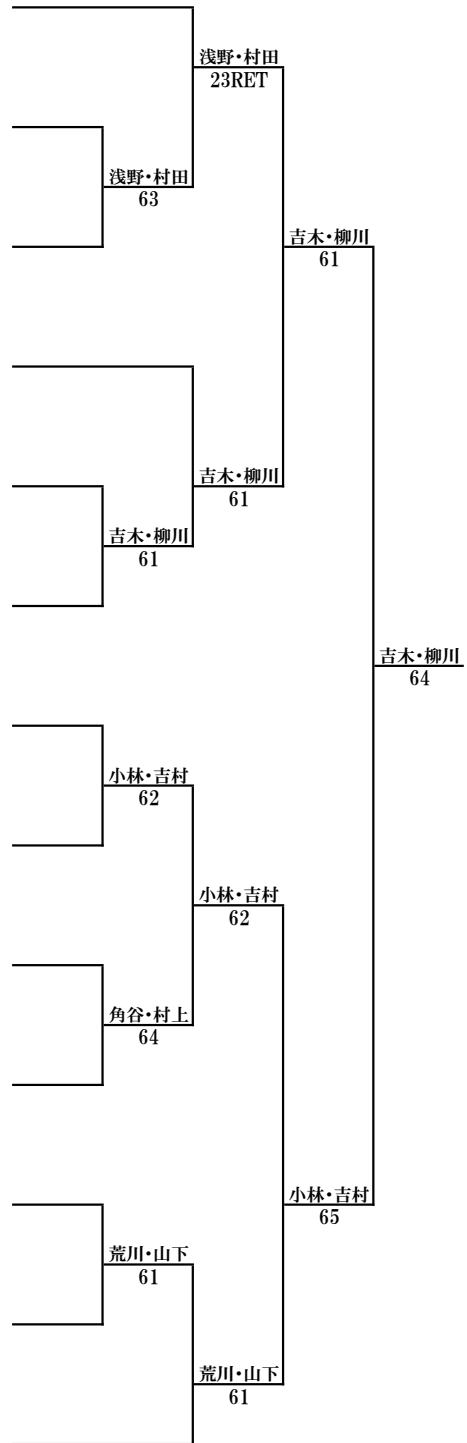 浅野・村田
23RET
浅野・村田
63
吉木・柳川
61
吉木・柳川
61
吉木・柳川
61
吉木・柳川
64
小林・吉村
62
小林・吉村
62
角谷・村上
64
小林・吉村
65
荒川・山下
61
荒川・山下
61